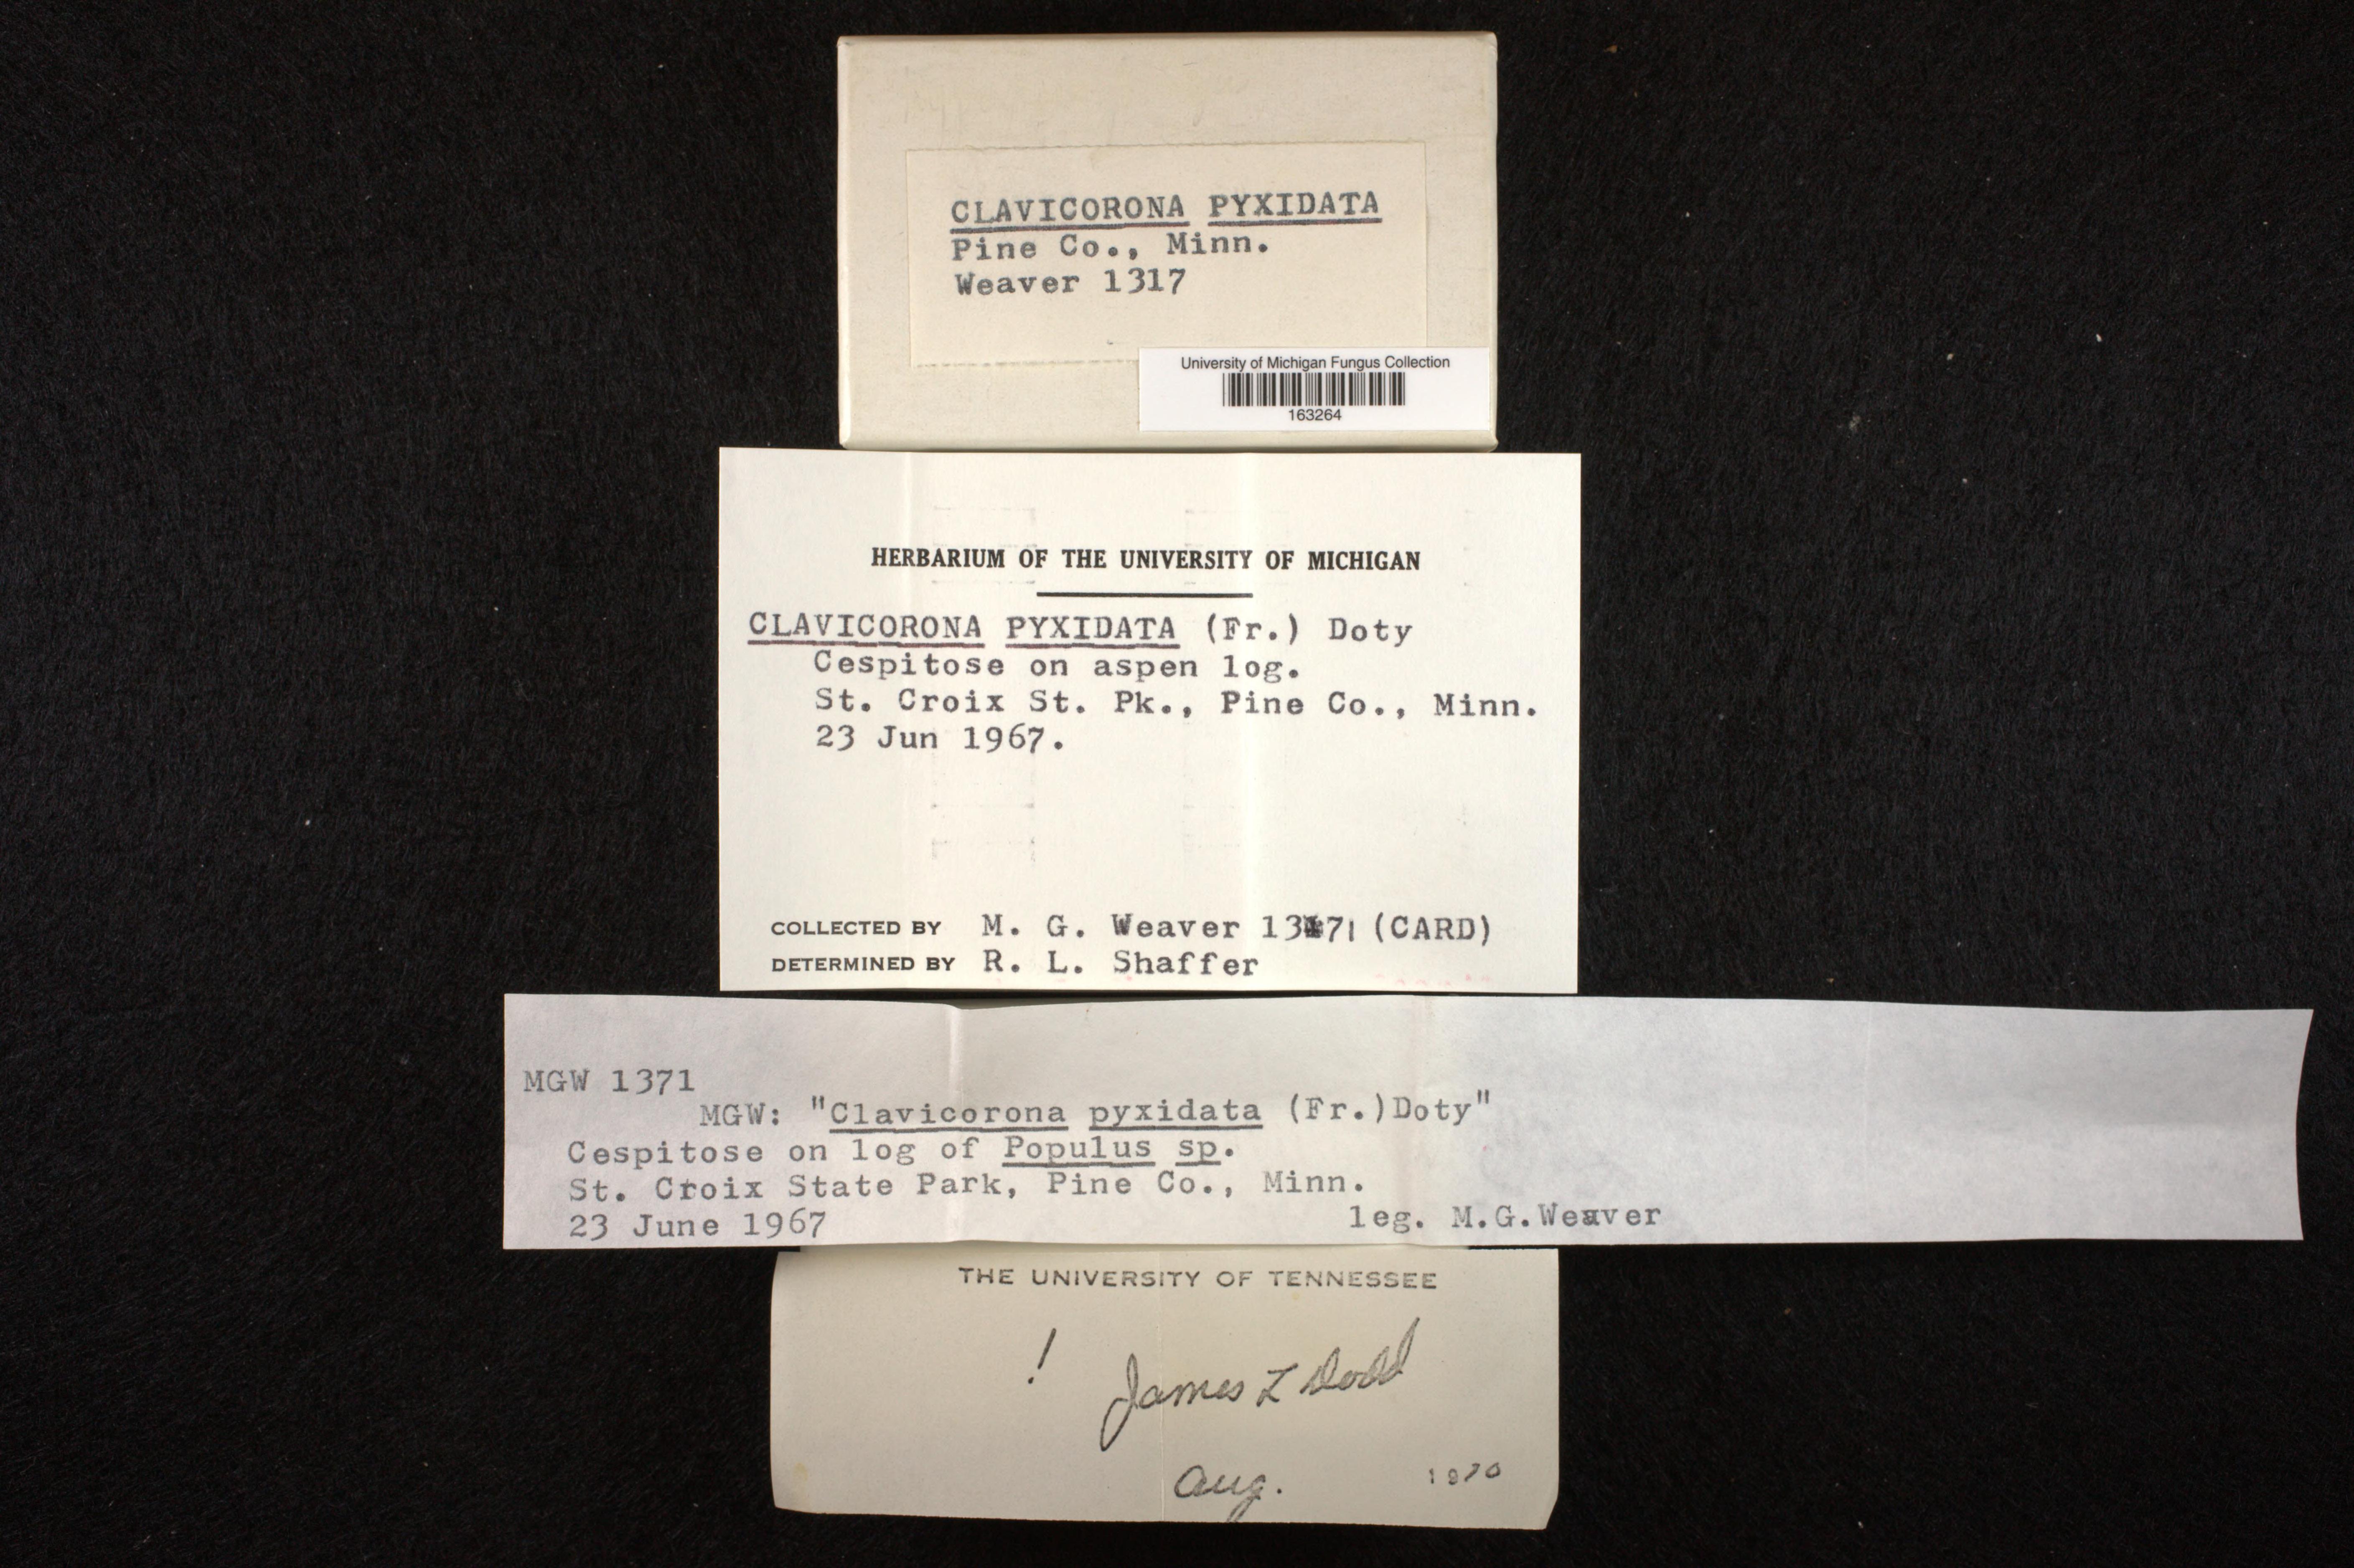 CLAVICORONA PYXIDATA
Pine Co., Minn.
Weaver 1317
University of Michigan Fungus Collection
163264
HERBARIUM OF THE UNIVERSITY OF MICHIGAN
CLAVICORONA PYXIDATA (Fr.) Doty
Cespitose on aspen log.
St. Croix St. Pk., Pine Co., Minn.
23 Jun 1967.
COLLECTED BY M. G. Weaver 1371 (CARD)
DETERMINED BY R. L. Shaffer
MGW 1371
MGW: "Clavicorona pyxidata (Fr.)Doty"
Cespitose on log of Populus sp.
St. Croix State Park, Pine Co., Minn.
23 June 1967 leg. M.G.Weaver
THE UNIVERSITY OF TENNESSEE
! James L Dodd
Aug. 1970